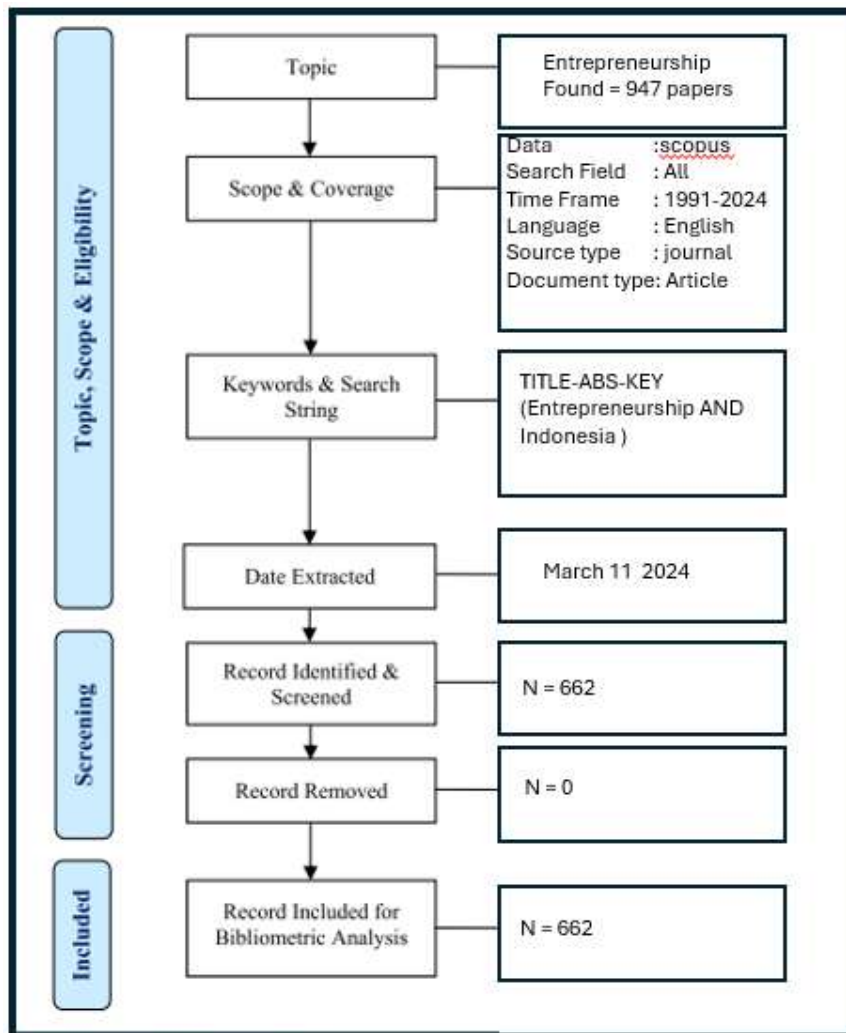 Topic, Scope & Eligibility
Topic
Entrepreneurship
Found = 947 papers
Scope & Coverage
Data :scopus
Search Field : All
Time Frame : 1991-2024
Language : English
Source type : journal
Document type: Article
Keywords & Search
String
TITLE-ABS-KEY
(Entrepreneurship AND
Indonesia )
Date Extracted
March 11 2024
Screening
Record Identified &
Screened
N = 662
Record Removed
N = 0
Included
Record Included for
Bibliometric Analysis
N = 662